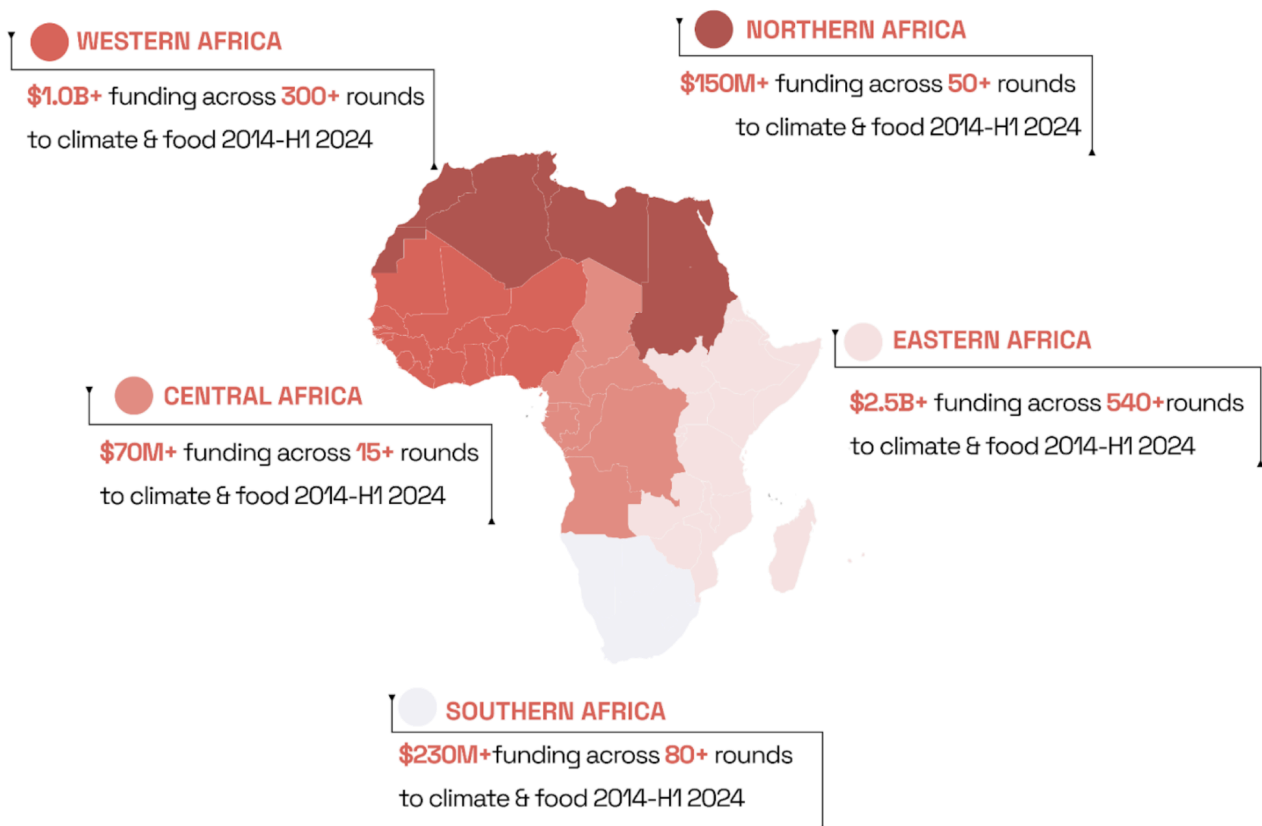 WESTERN AFRICA
$1.0B+ funding across 300+ rounds
to climate & food 2014-H1 2024
NORTHERN AFRICA
$150M+ funding across 50+ rounds
to climate & food 2014-H1 2024
EASTERN AFRICA
$2.5B+ funding across 540+rounds
to climate & food 2014-H1 2024
CENTRAL AFRICA
$70M+ funding across 15+ rounds
to climate & food 2014-H1 2024
SOUTHERN AFRICA
$230M+funding across 80+ rounds
to climate & food 2014-H1 2024